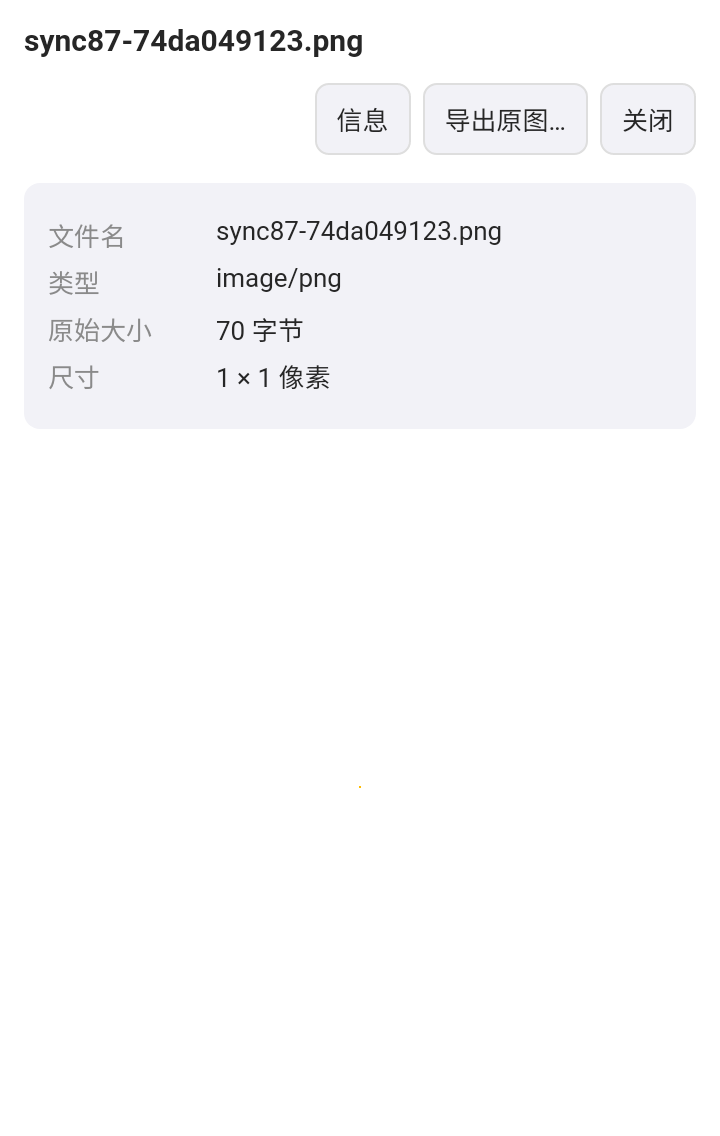 sync87-74da049123.png
信息 导出原图... 关闭
文件名 sync87-74da049123.png
类型 image/png
原始大小 70 字节
尺寸 1 × 1 像素